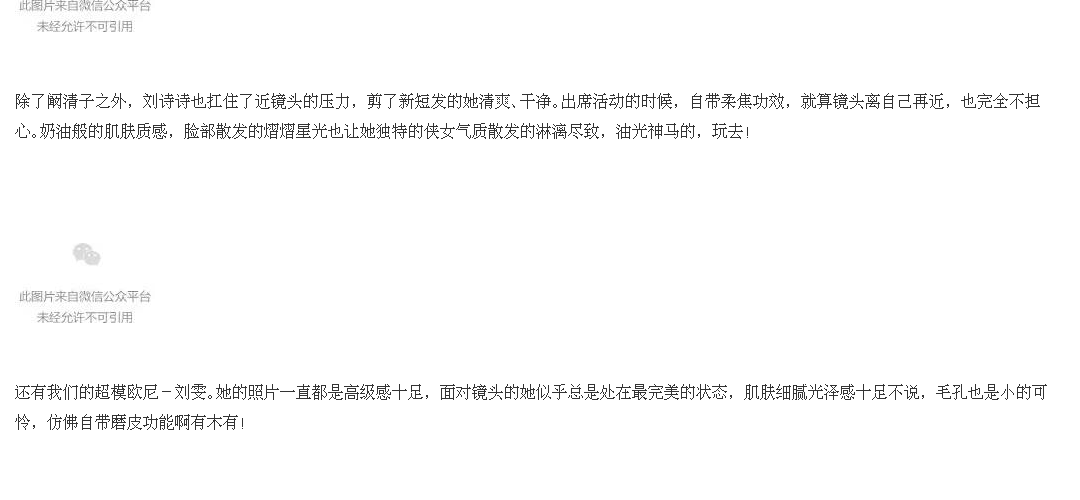 此图片来自微信公众平台
未经允许不可引用
除了阚清子之外，刘诗诗也扛住了近镜头的压力，剪了新短发的她清爽、干净。出席活动的时候，自带柔焦功效，就算镜头离自己再近，也完全不担
心。奶油般的肌肤质感，脸部散发的熠熠星光也让她独特的侠女气质散发的淋漓尽致，油光神马的，玩去!
此图片来自微信公众平台
未经允许不可引用
还有我们的超模欧尼－刘雯。她的照片一直都是高级感十足，面对镜头的她似乎总是处在最完美的状态，肌肤细腻光泽感十足不说，毛孔也是小的可
怜，仿佛自带磨皮功能啊有木有!